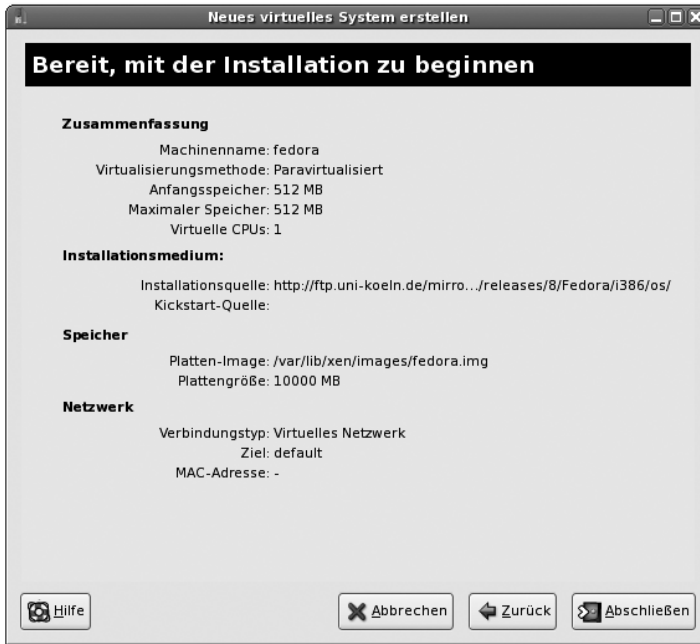 Neues virtuelles System erstellen
Bereit, mit der Installation zu beginnen
Zusammenfassung
Machinenname: fedora
Virtualisierungsmethode: Paravirtualisiert
Anfangsspeicher: 512 MB
Maximaler Speicher: 512 MB
Virtuelle CPUs: 1
Installationsmedium:
Installationsquelle: http://ftp.uni-koeln.de/mirro.../releases/8/Fedora/i386/os/
Kickstart-Quelle:
Speicher
Platten-Image: /var/lib/xen/images/fedora.img
Plattengröße: 10000 MB
Netzwerk
Verbindungstyp: Virtuelles Netzwerk
Ziel: default
MAC-Adresse: -
Hilfe Abbrechen Zurück Abschließen